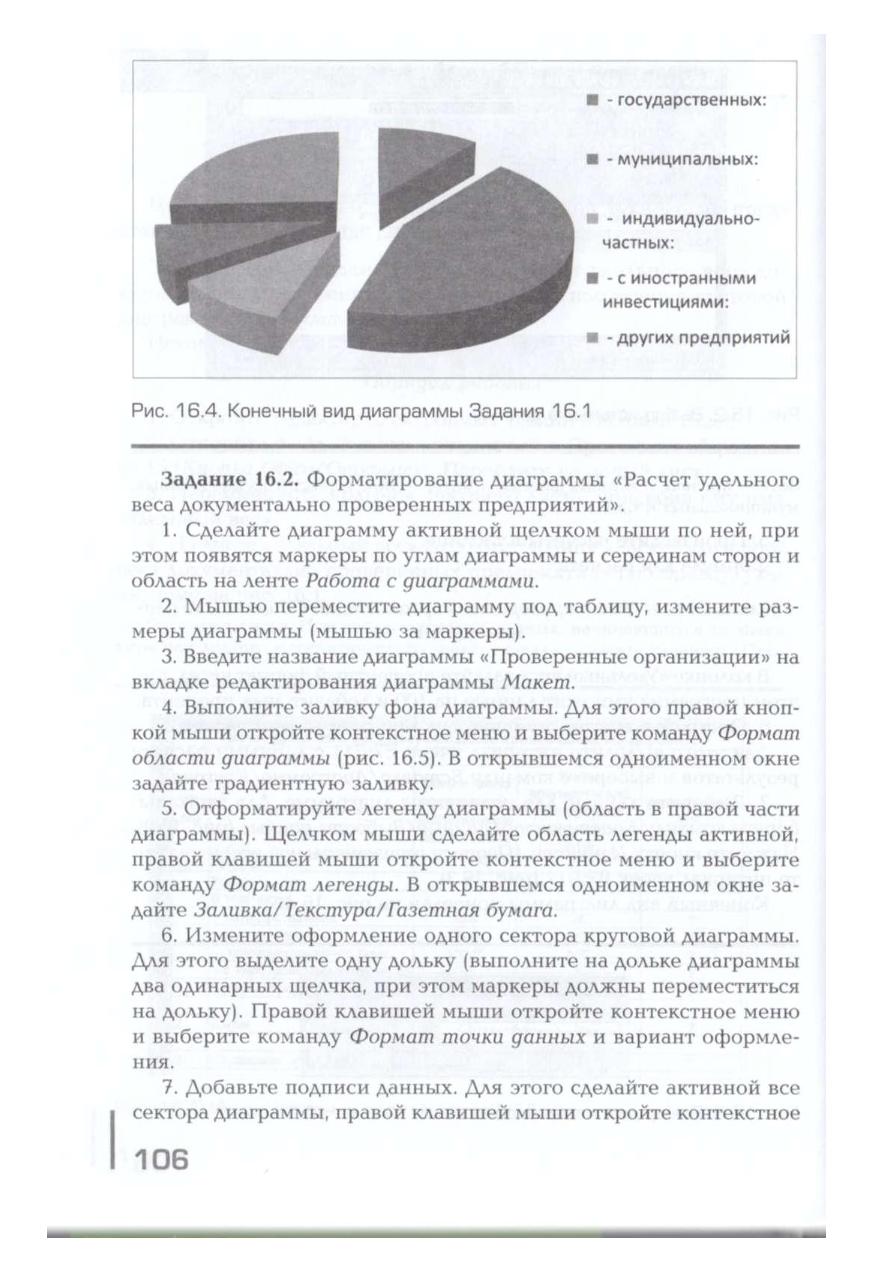 - государственных:
- муниципальных:
- индивидуально-
частных:
- с иностранными
инвестициями:
- других предприятий
Рис. 16.4. Конечный вид диаграммы Задания 16.1
Задание 16.2. Форматирование диаграммы «Расчет удельного
веса документально проверенных предприятий».
1. Сделайте диаграмму активной щелчком мыши по ней, при
этом появятся маркеры по углам диаграммы и серединам сторон и
область на ленте Работа с диаграммами.
2. Мышью переместите диаграмму под таблицу, измените раз-
меры диаграммы (мышью за маркеры).
3. Введите название диаграммы «Проверенные организации» на
вкладке редактирования диаграммы Макет.
4. Выполните заливку фона диаграммы. Для этого правой кноп-
кой мыши откройте контекстное меню и выберите команду Формат
области диаграммы (рис. 16.5). В открывшемся одноименном окне
задайте градиентную заливку.
5. Отформатируйте легенду диаграммы (область в правой части
диаграммы). Щелчком мыши сделайте область легенды активной,
правой клавишей мыши откройте контекстное меню и выберите
команду Формат легенды. В открывшемся одноименном окне за-
дайте Заливка/Текстура/Газетная бумага.
6. Измените оформление одного сектора круговой диаграммы.
Для этого выделите одну дольку (выполните на дольке диаграммы
два одинарных щелчка, при этом маркеры должны переместиться
на дольку). Правой клавишей мыши откройте контекстное меню
и выберите команду Формат точки данных и вариант оформле-
ния.
7. Добавьте подписи данных. Для этого сделайте активной все
сектора диаграммы, правой клавишей мыши откройте контекстное
106